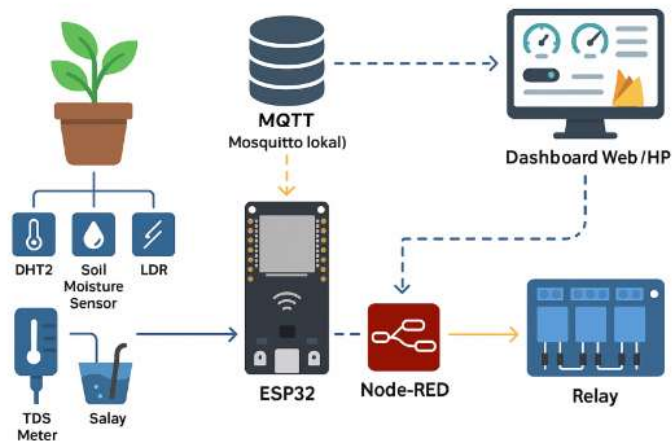 MQTT
Mosquitto lokal)
Dashboard Web/HP
DHT2
Soil
Moisture
Sensor
LDR
TDS
Meter
Salay
ESP32
Node-RED
Relay